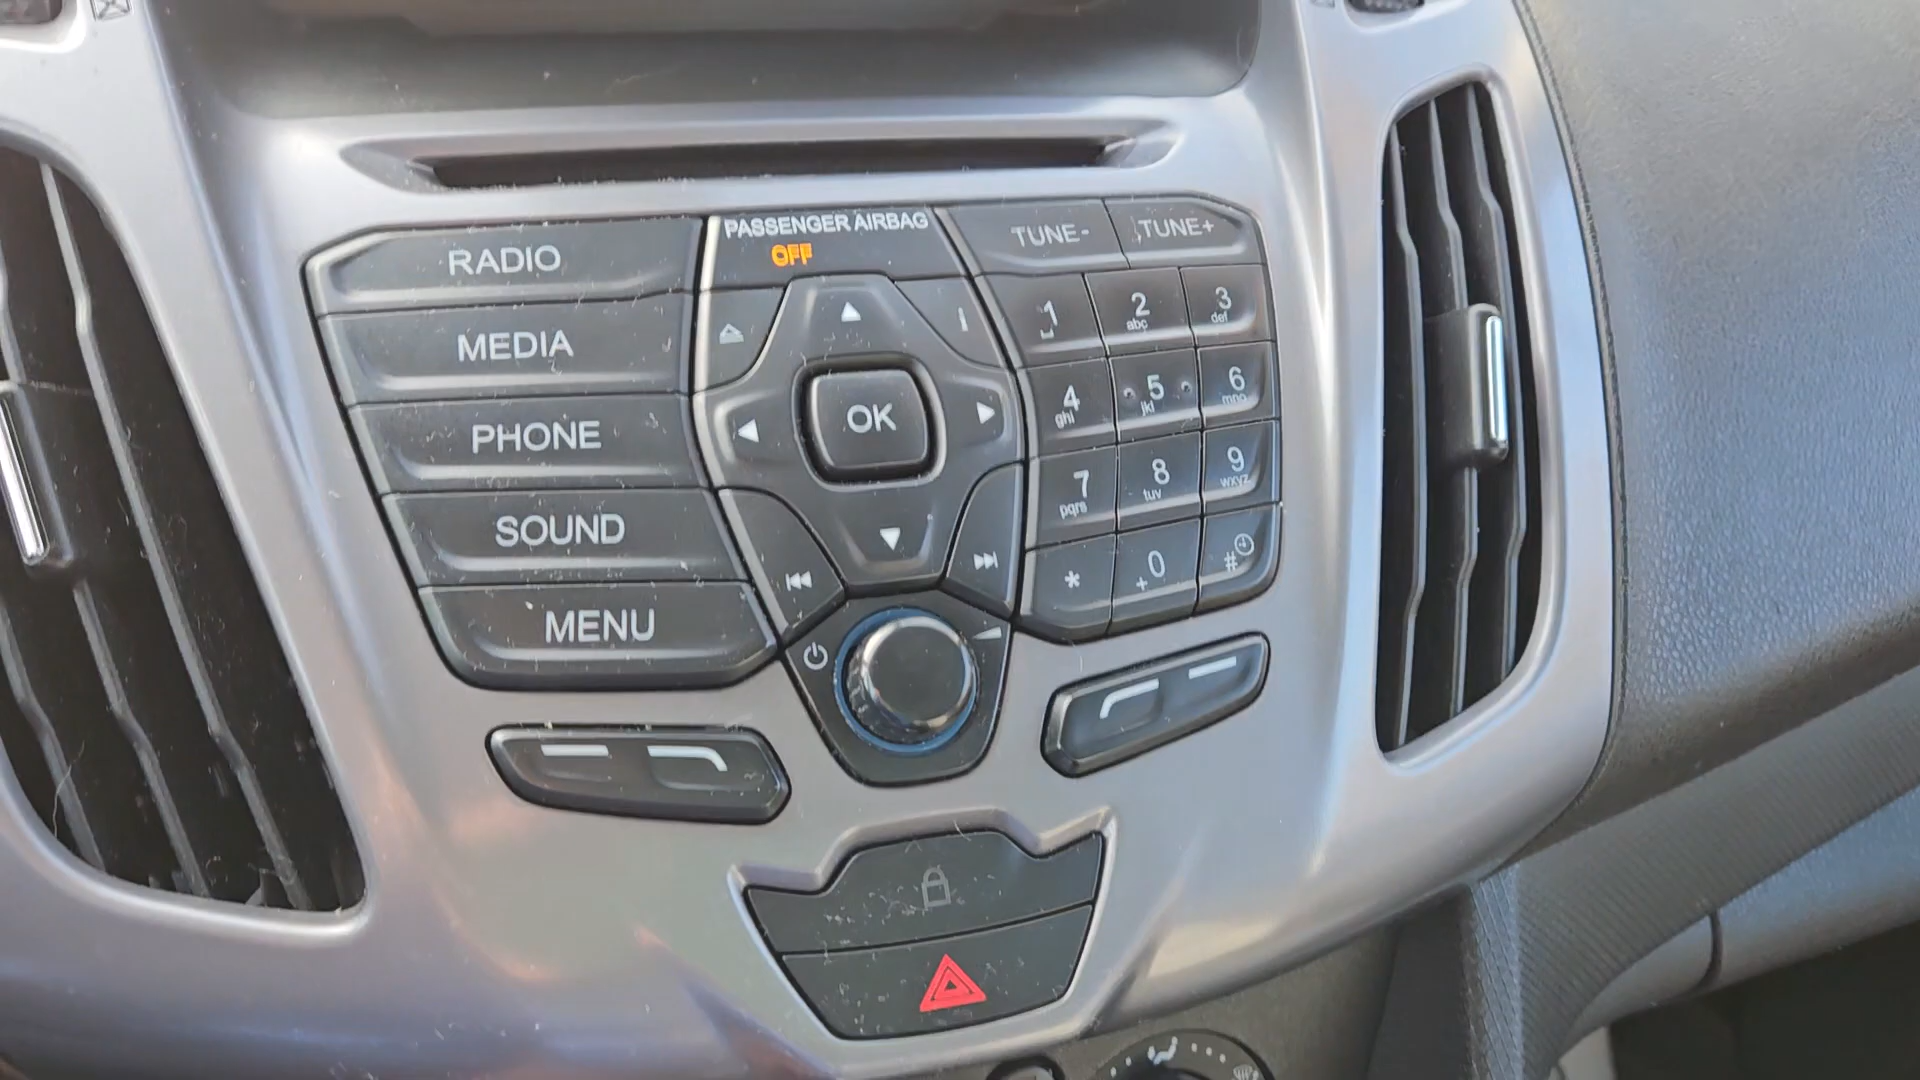 PASSENGER AIRBAG
OFF
RADIO
MEDIA
PHONE
SOUND
MENU
OK
TUNE-
TUNE+
1
2
abc
3
def
4
ghi
5
jkl
6
mno
7
pqrs
8
tuv
9
wxyz
*
+0
#